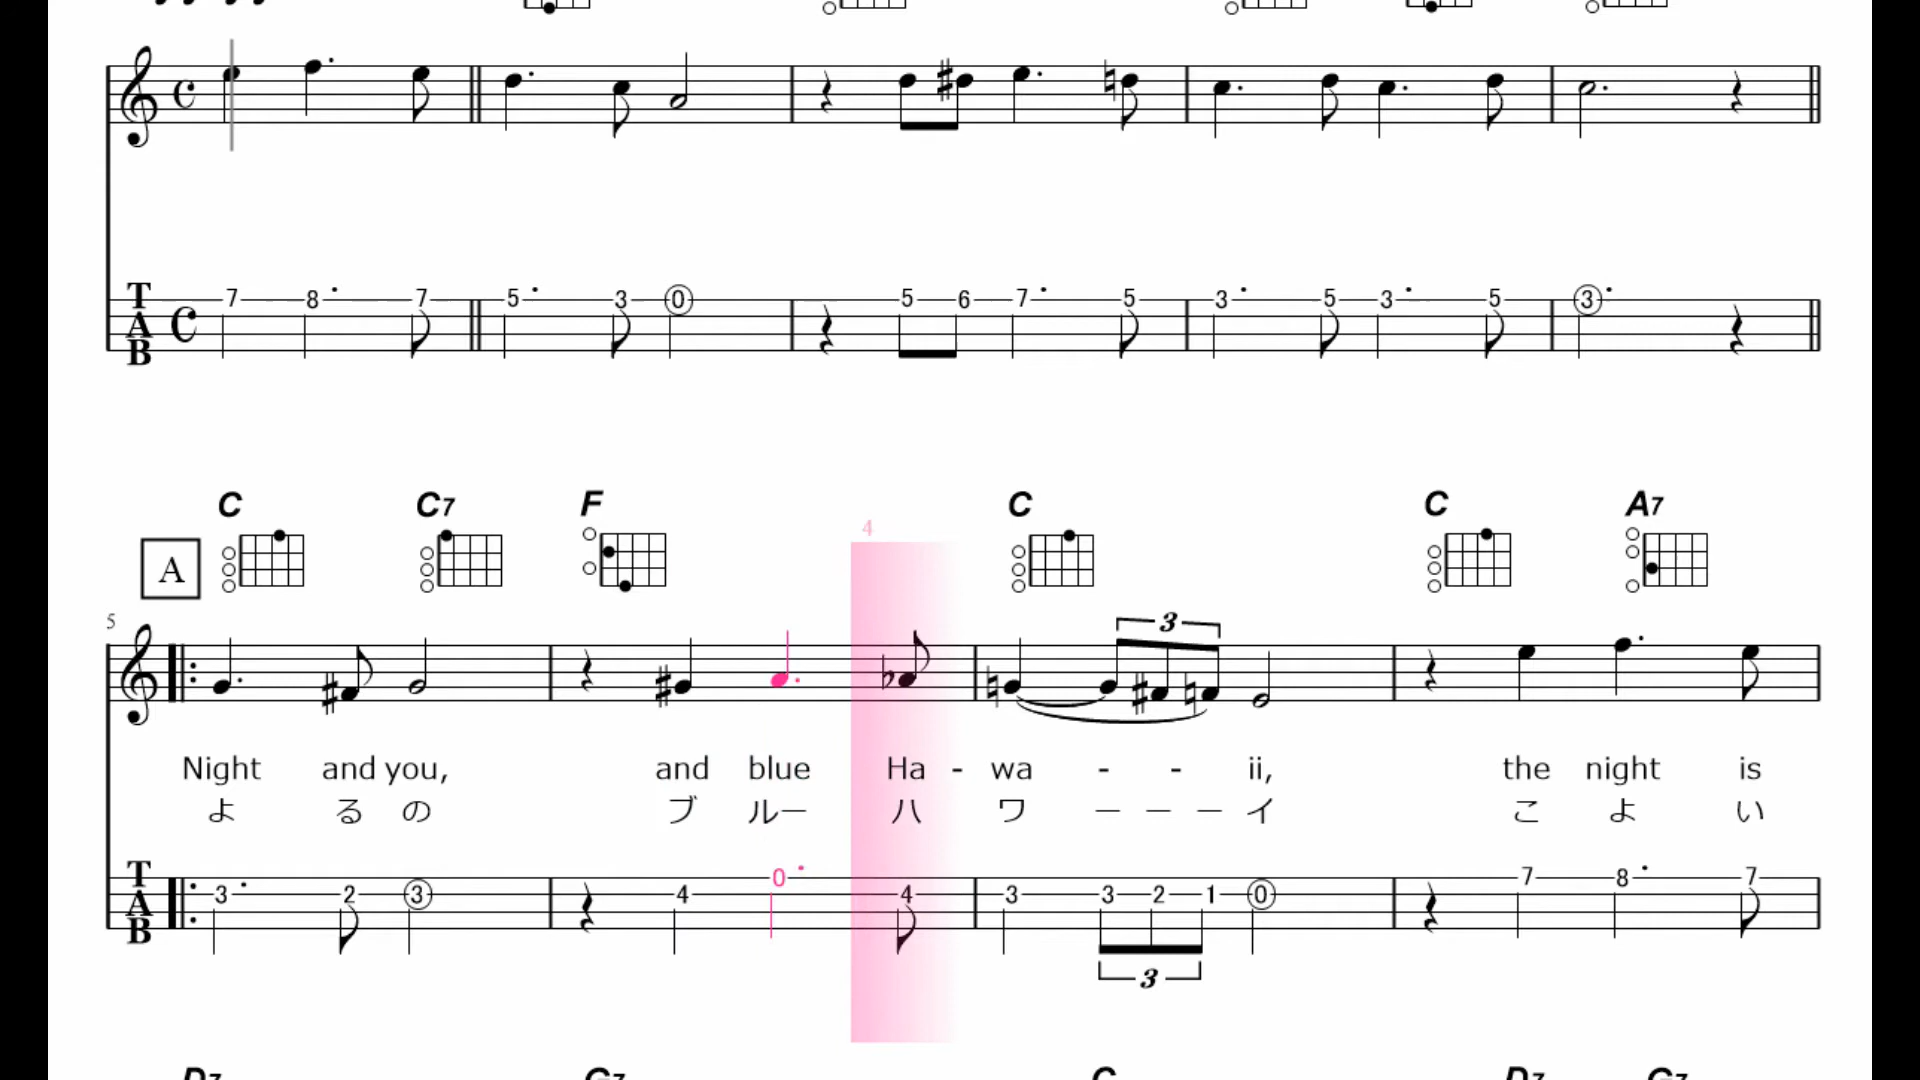 7 8 7 5 3 0 5 6 7 5 3 5 3 5 3
T
A
B
C C7 F C C A7
4
A
5
3
Night and you, and blue Ha - wa - - ii, the night is
よ る の ブ ルー ハ ワ ー ー ー イ こ よ い
3 2 3 4 0 4 3 3 2 1 0 7 8 7
T
A
B
3